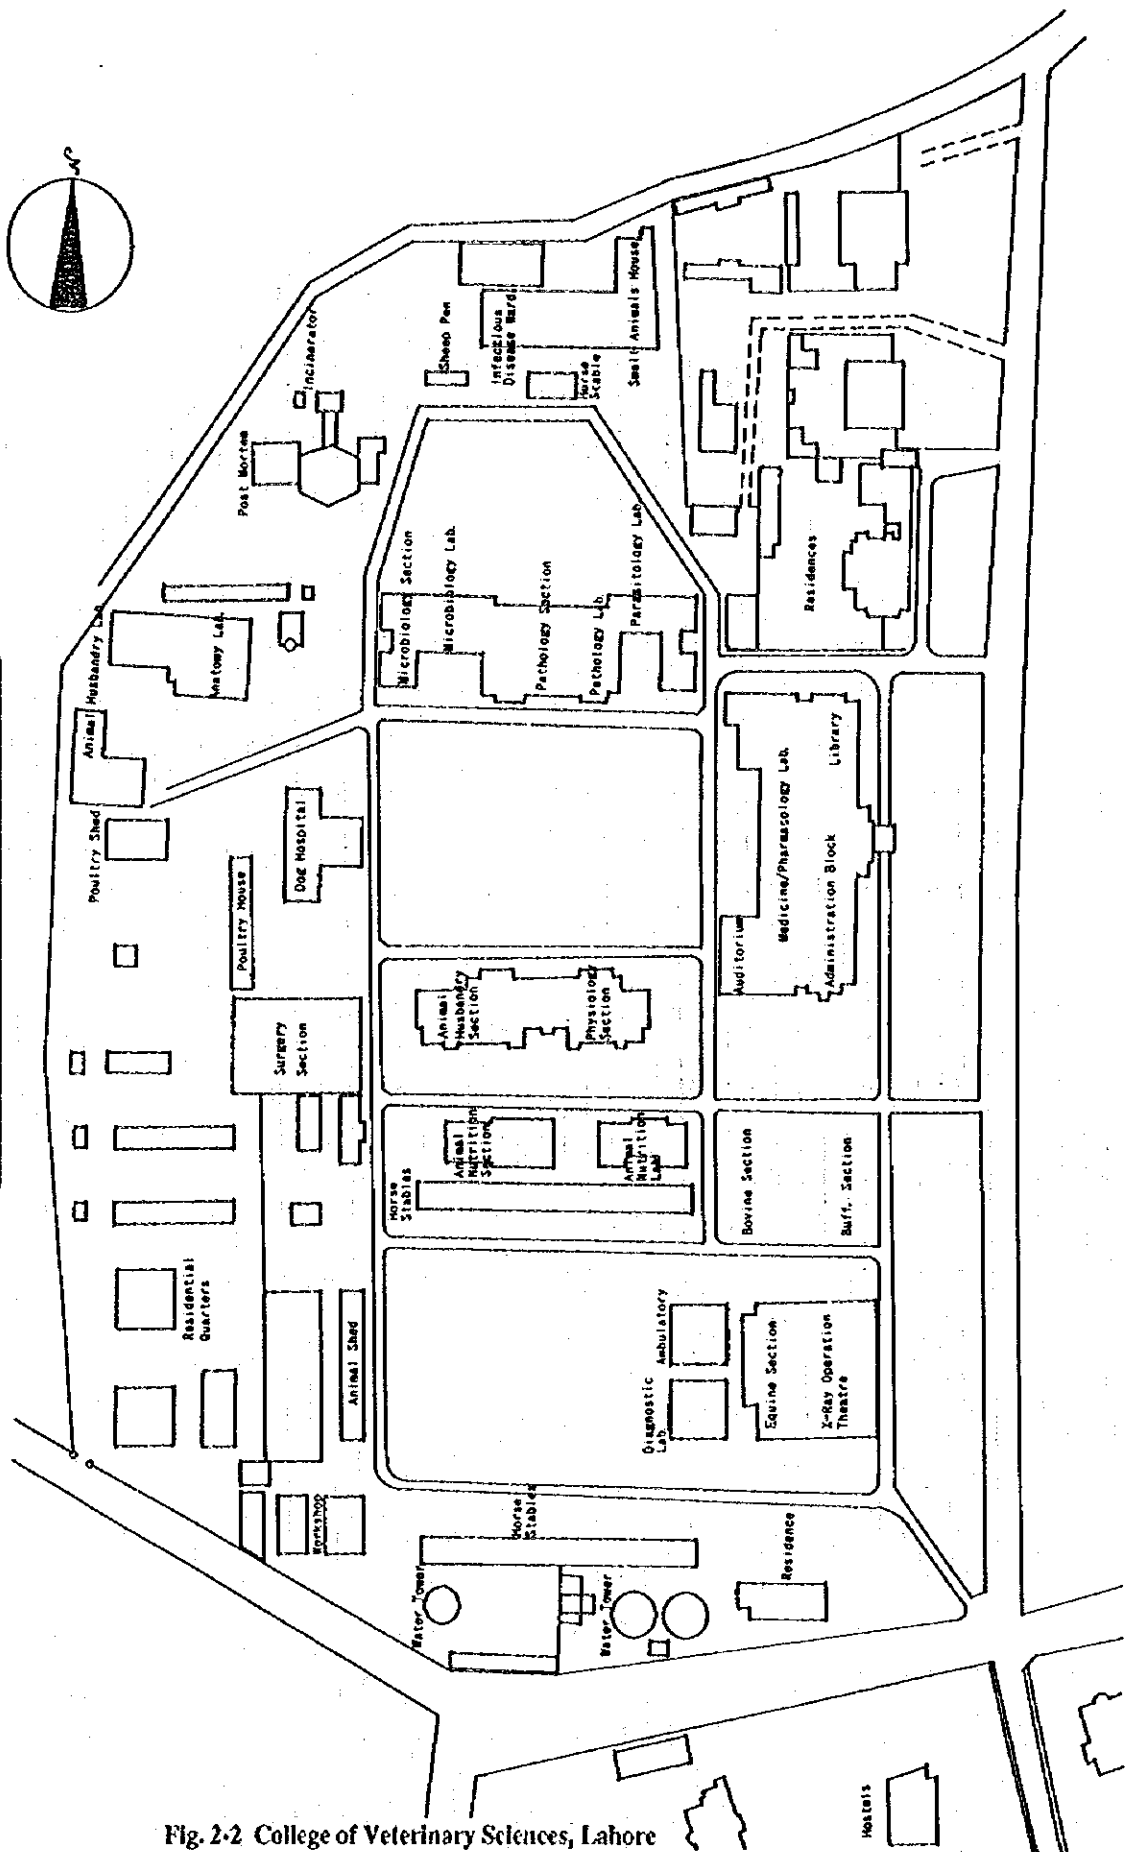 N
Incinerator
Sheep Pen
Infectious
Disease Ward
Horse
Stable
Small Animals House
Post Mortem
Microbiology Section
Microbiology Lab.
Pathology Section
Pathology Lab.
Parasitology Lab.
Residences
Animal Husbandry Lab.
Anatomy Lab.
Poultry Shed
Poultry House
Dog Hospital
Surgery
Section
Animal
Husbandry
Section
Physiology
Section
Auditorium
Medicine/Pharmacology Lab.
Library
Administration Block
Horse
Stables
Animal
Nutrition
Section
Animal
Nutrition
Lab
Bovine Section
Buff. Section
Residential
Quarters
Animal Shed
Ambulatory
Diagnostic
Lab.
Equine Section
X-Ray Operation
Theatre
Workshop
Horse
Stables
Water Tower
Water Tower
Residence
Hostels
Fig. 2-2 College of Veterinary Sciences, Lahore